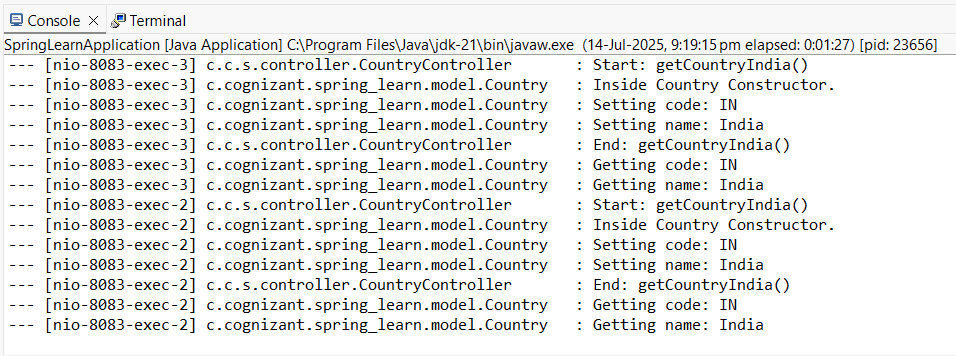 Console Terminal
SpringLearnApplication [Java Application] C:\Program Files\Java\jdk-21\bin\javaw.exe (14-Jul-2025, 9:19:15 pm elapsed: 0:01:27) [pid: 23656]
--- [nio-8083-exec-3] c.c.s.controller.CountryController : Start: getCountryIndia()
--- [nio-8083-exec-3] c.cognizant.spring_learn.model.Country : Inside Country Constructor.
--- [nio-8083-exec-3] c.cognizant.spring_learn.model.Country : Setting code: IN
--- [nio-8083-exec-3] c.cognizant.spring_learn.model.Country : Setting name: India
--- [nio-8083-exec-3] c.c.s.controller.CountryController : End: getCountryIndia()
--- [nio-8083-exec-3] c.cognizant.spring_learn.model.Country : Getting code: IN
--- [nio-8083-exec-3] c.cognizant.spring_learn.model.Country : Getting name: India
--- [nio-8083-exec-2] c.c.s.controller.CountryController : Start: getCountryIndia()
--- [nio-8083-exec-2] c.cognizant.spring_learn.model.Country : Inside Country Constructor.
--- [nio-8083-exec-2] c.cognizant.spring_learn.model.Country : Setting code: IN
--- [nio-8083-exec-2] c.cognizant.spring_learn.model.Country : Setting name: India
--- [nio-8083-exec-2] c.c.s.controller.CountryController : End: getCountryIndia()
--- [nio-8083-exec-2] c.cognizant.spring_learn.model.Country : Getting code: IN
--- [nio-8083-exec-2] c.cognizant.spring_learn.model.Country : Getting name: India